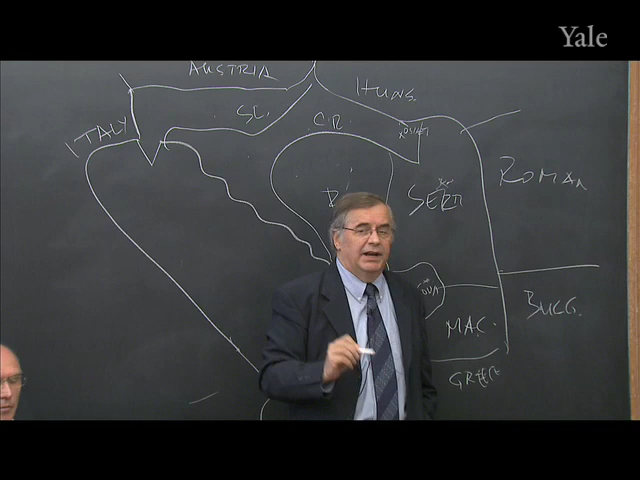 Yale
AUSTRIA
HUNG.
SL.
CR.
ITALY
ROMAN
SERB
MAC.
BULG.
GREECE